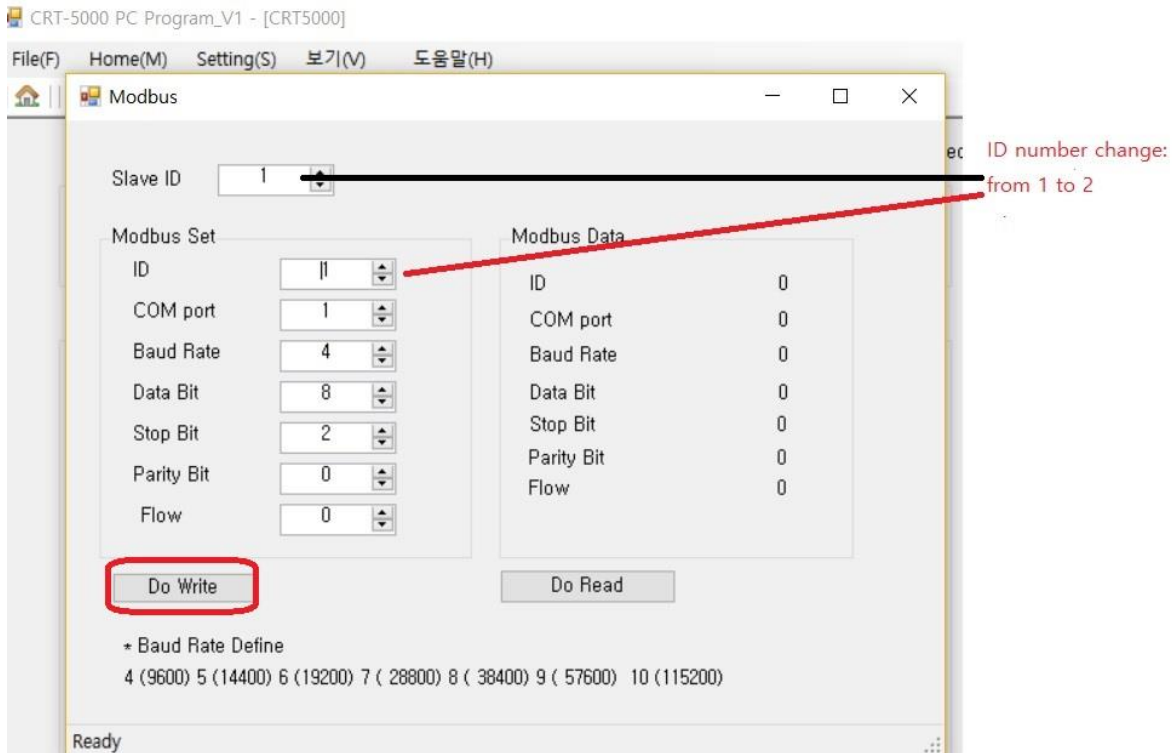 CRT-5000 PC Program_V1 - [CRT5000]
File(F) Home(M) Setting(S) 보기(V) 도움말(H)
Modbus
Slave ID 1
ID number change:
from 1 to 2
Modbus Set
ID 1
COM port 1
Baud Rate 4
Data Bit 8
Stop Bit 2
Parity Bit 0
Flow 0
Do Write
Modbus Data
ID 0
COM port 0
Baud Rate 0
Data Bit 0
Stop Bit 0
Parity Bit 0
Flow 0
Do Read
* Baud Rate Define
4 (9600) 5 (14400) 6 (19200) 7 ( 28800) 8 ( 38400) 9 ( 57600) 10 (115200)
Ready